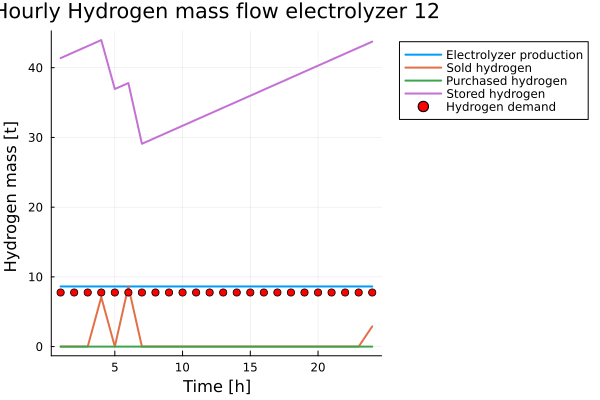 Hourly Hydrogen mass flow electrolyzer 12
Electrolyzer production
Sold hydrogen
Purchased hydrogen
Stored hydrogen
Hydrogen demand
Hydrogen mass [t]
40
30
20
10
0
5
10
15
20
Time [h]